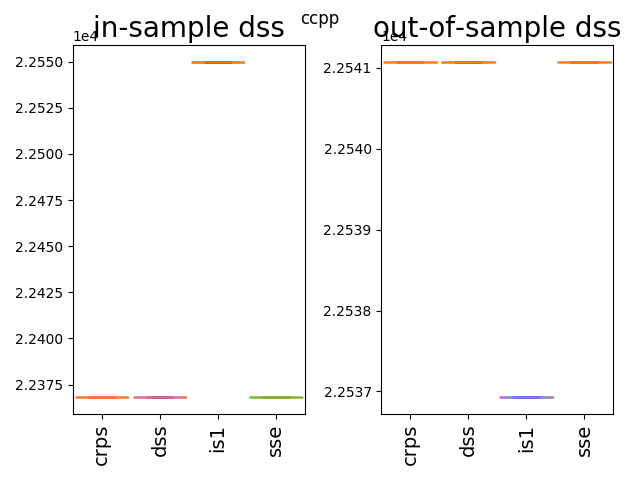 ccpp
in-sample dss
1e4
2.2550
2.2525
2.2500
2.2475
2.2450
2.2425
2.2400
2.2375
crps
dss
is1
sse
out-of-sample dss
1e4
2.2541
2.2540
2.2539
2.2538
2.2537
crps
dss
is1
sse